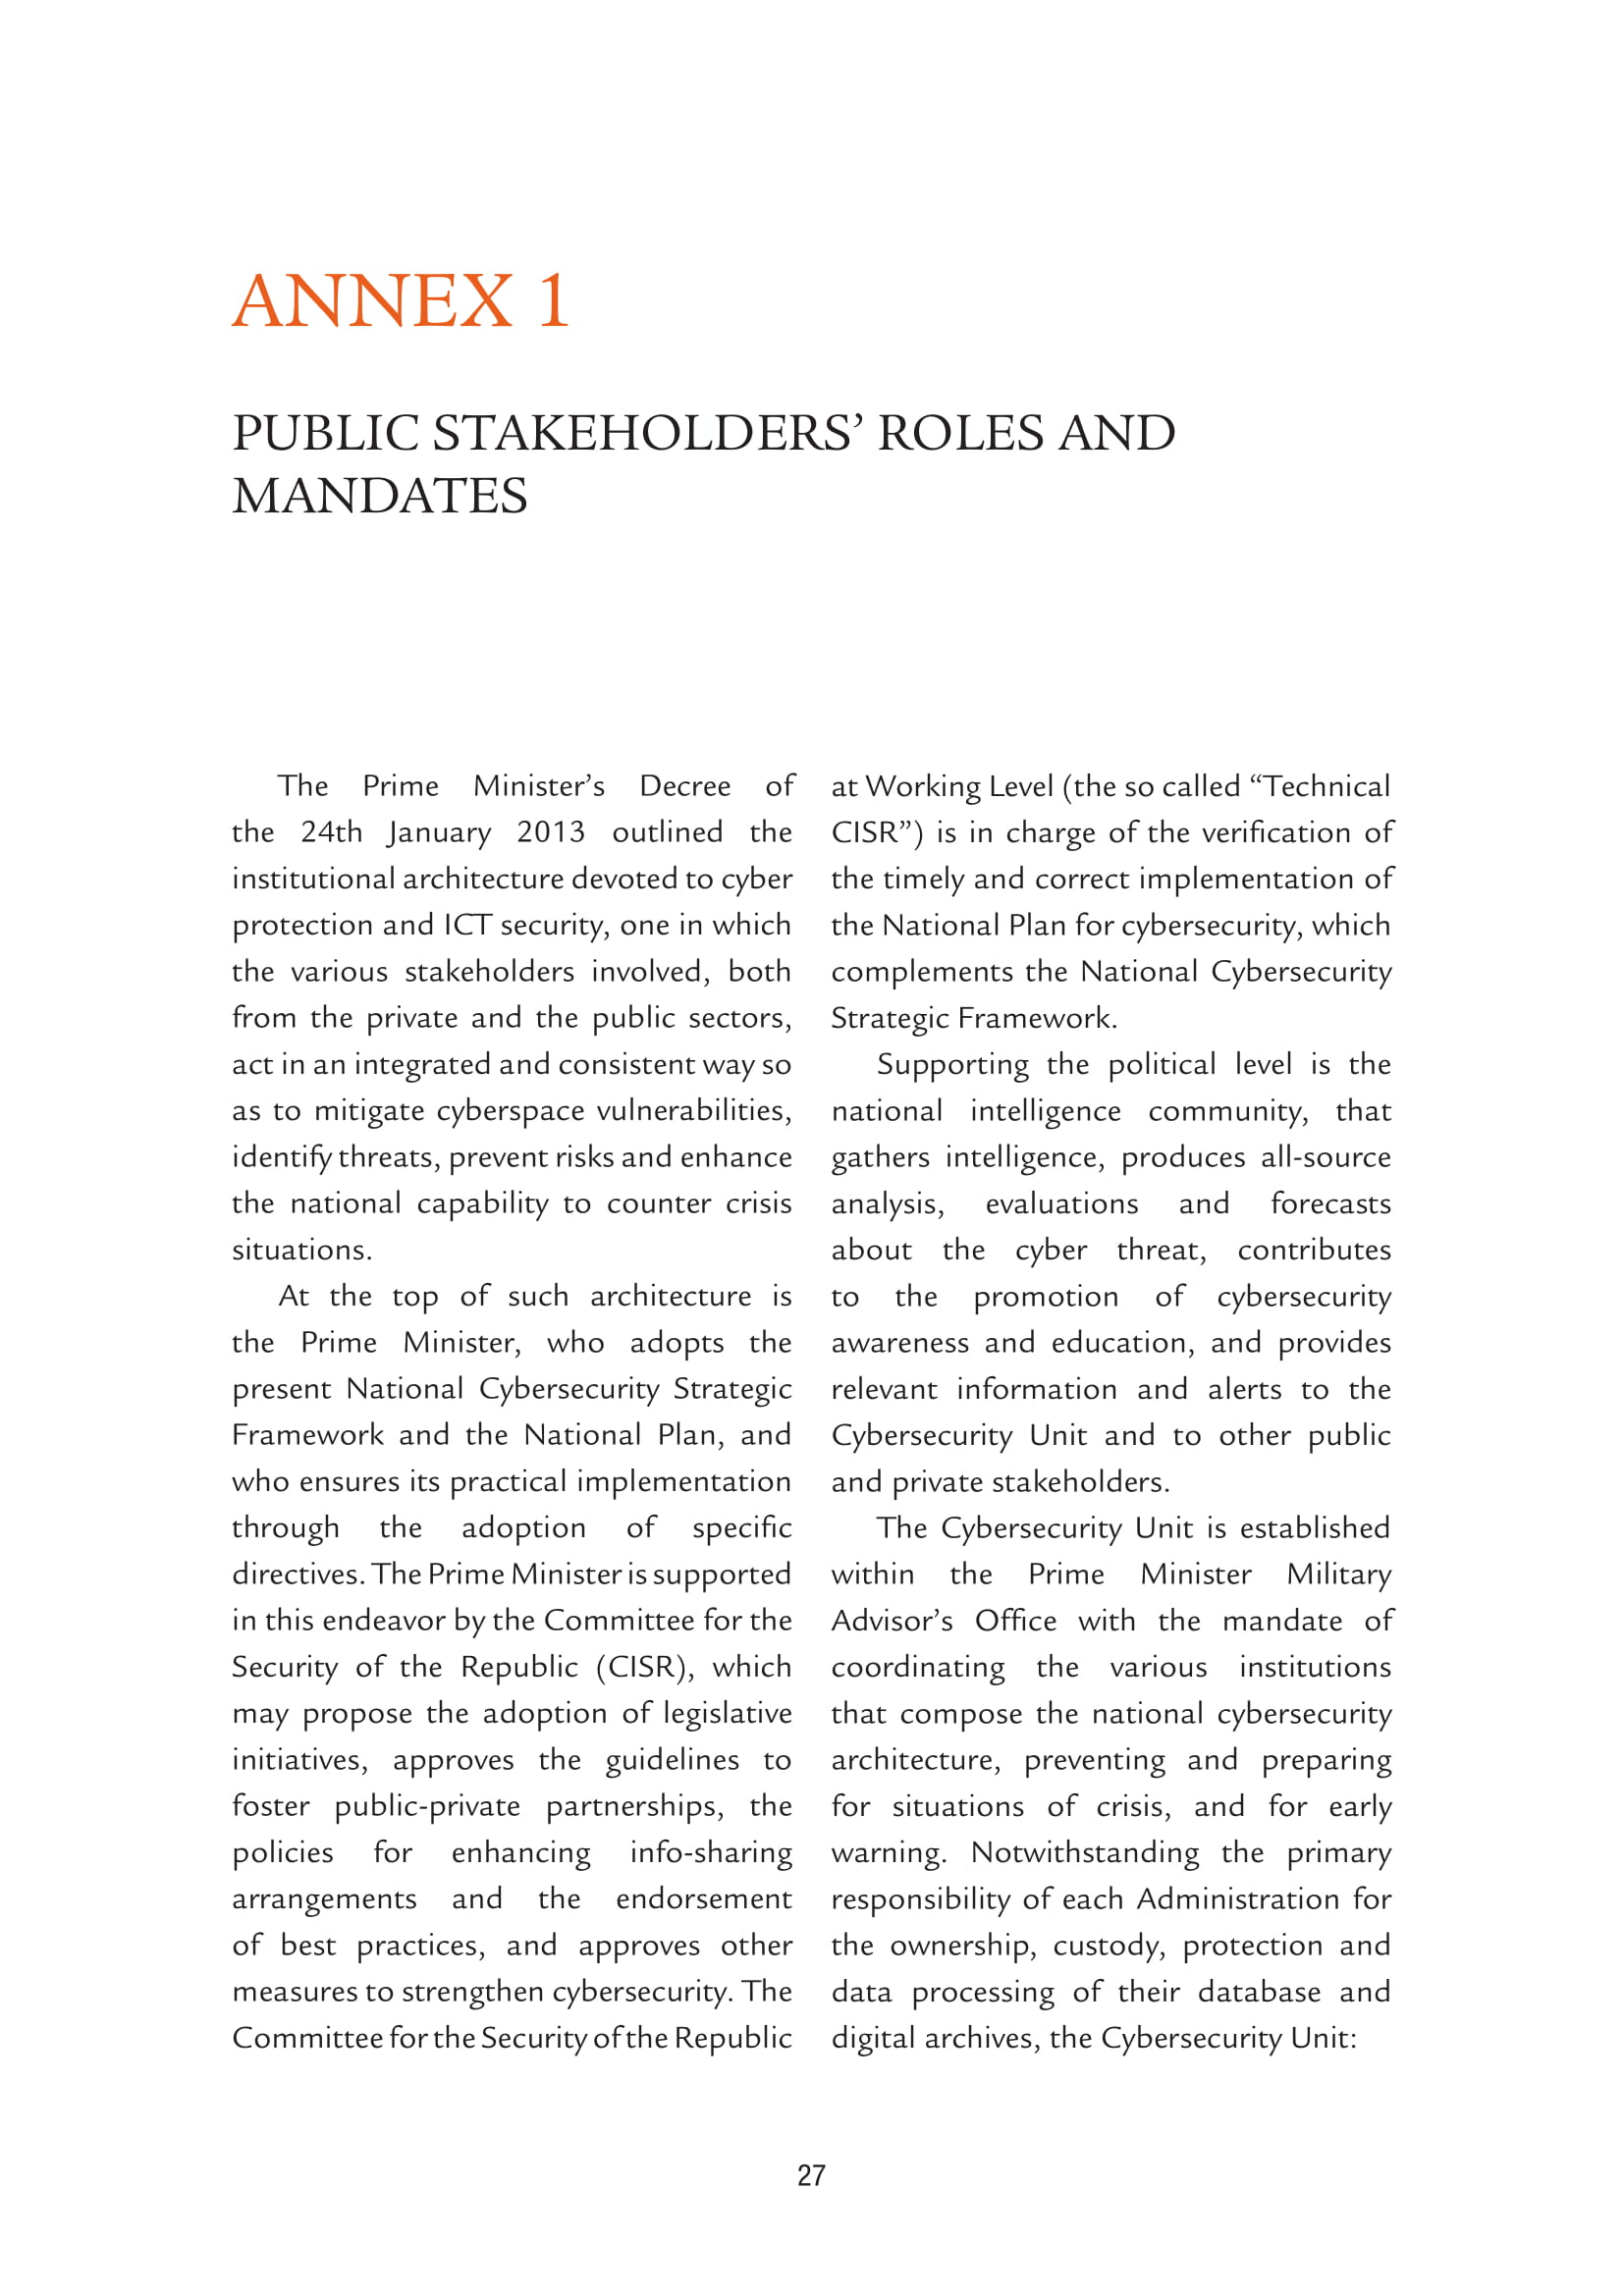 ANNEX 1
PUBLIC STAKEHOLDERS’ ROLES AND
MANDATES
The Prime Minister’s Decree of
the 24th January 2013 outlined the
institutional architecture devoted to cyber
protection and ICT security, one in which
the various stakeholders involved, both
from the private and the public sectors,
act in an integrated and consistent way so
as to mitigate cyberspace vulnerabilities,
identify threats, prevent risks and enhance
the national capability to counter crisis
situations.
At the top of such architecture is
the Prime Minister, who adopts the
present National Cybersecurity Strategic
Framework and the National Plan, and
who ensures its practical implementation
through the adoption of specific
directives. The Prime Minister is supported
in this endeavor by the Committee for the
Security of the Republic (CISR), which
may propose the adoption of legislative
initiatives, approves the guidelines to
foster public-private partnerships, the
policies for enhancing info-sharing
arrangements and the endorsement
of best practices, and approves other
measures to strengthen cybersecurity. The
Committee for the Security of the Republic
at Working Level (the so called “Technical
CISR”) is in charge of the verification of
the timely and correct implementation of
the National Plan for cybersecurity, which
complements the National Cybersecurity
Strategic Framework.
Supporting the political level is the
national intelligence community, that
gathers intelligence, produces all-source
analysis, evaluations and forecasts
about the cyber threat, contributes
to the promotion of cybersecurity
awareness and education, and provides
relevant information and alerts to the
Cybersecurity Unit and to other public
and private stakeholders.
The Cybersecurity Unit is established
within the Prime Minister Military
Advisor’s Office with the mandate of
coordinating the various institutions
that compose the national cybersecurity
architecture, preventing and preparing
for situations of crisis, and for early
warning. Notwithstanding the primary
responsibility of each Administration for
the ownership, custody, protection and
data processing of their database and
digital archives, the Cybersecurity Unit:
27